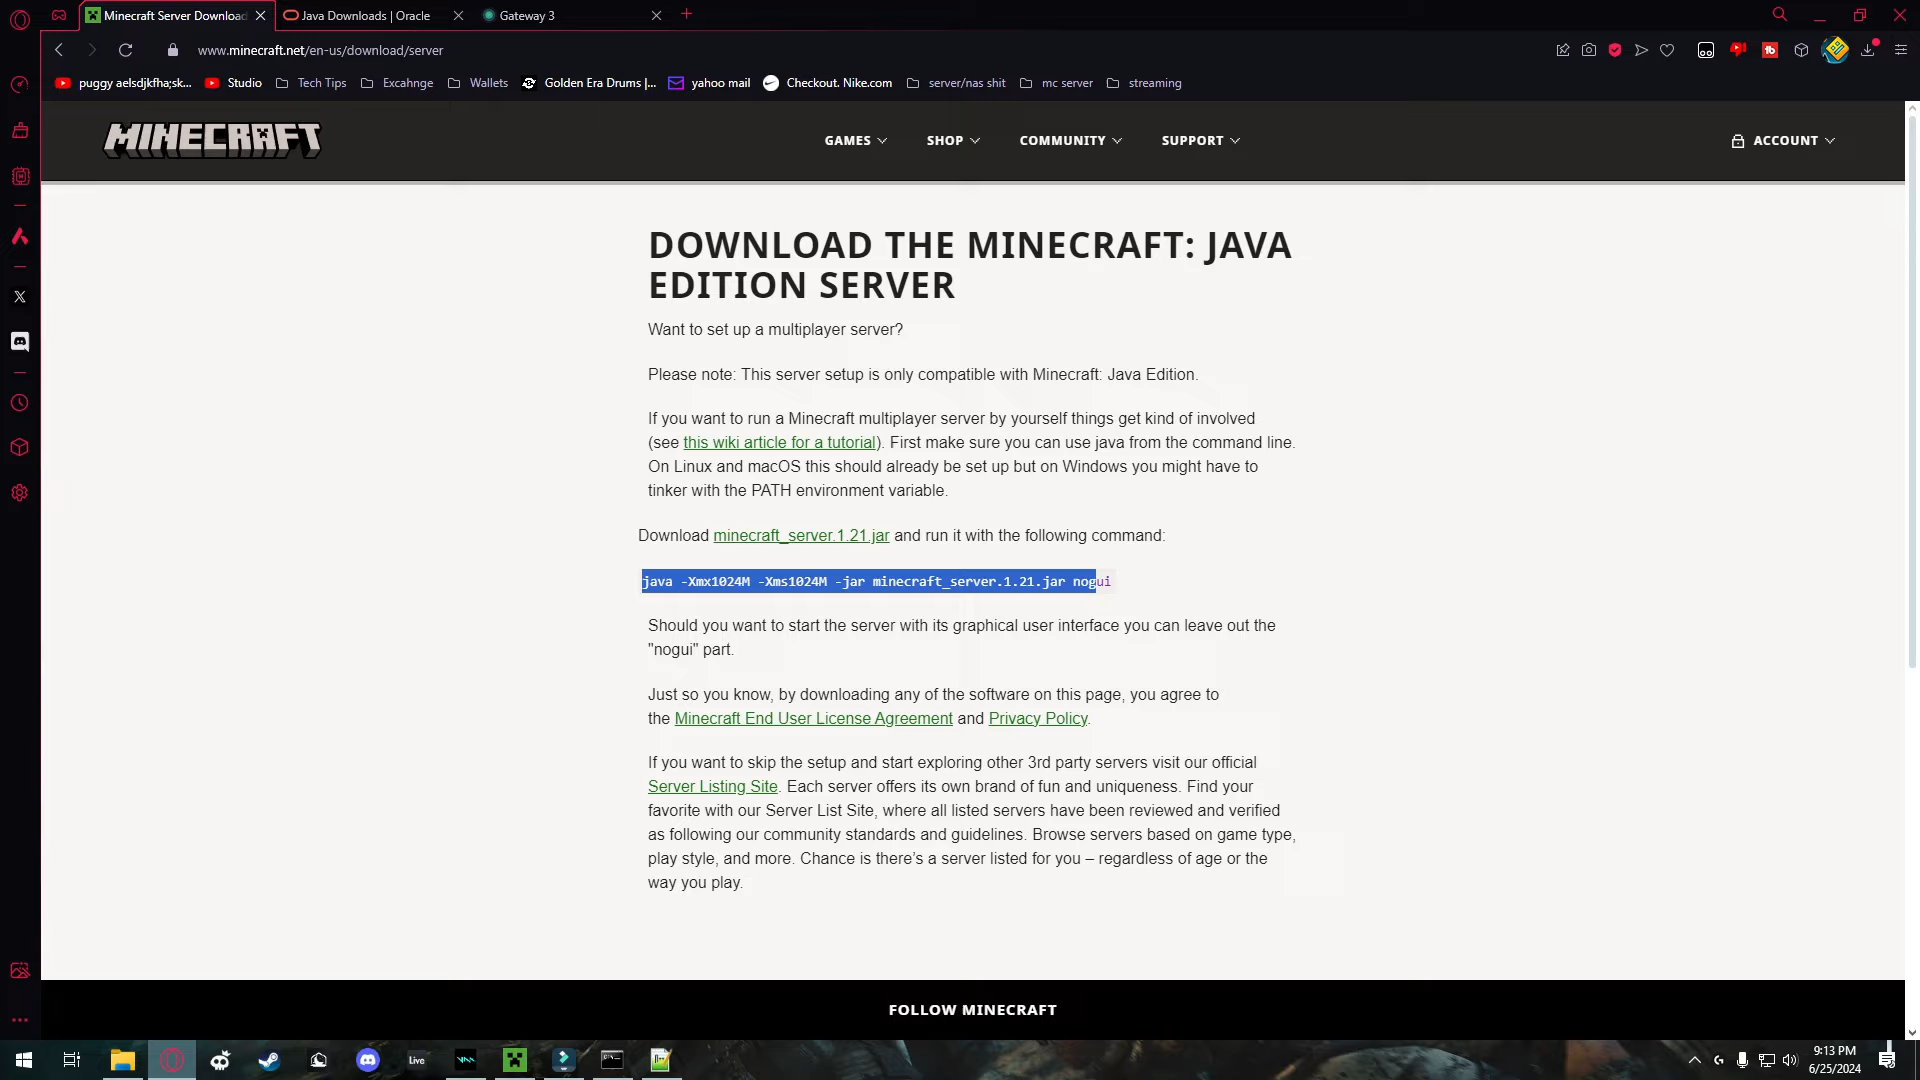 Minecraft Server Download
Java Downloads | Oracle
Gateway 3
www.minecraft.net/en-us/download/server
puggy aelsdjkfha;sk...
Studio
Tech Tips
Excahnge
Wallets
Golden Era Drums |...
yahoo mail
Checkout. Nike.com
server/nas shit
mc server
streaming
MINECRAFT
GAMES
SHOP
COMMUNITY
SUPPORT
ACCOUNT
DOWNLOAD THE MINECRAFT: JAVA
EDITION SERVER
Want to set up a multiplayer server?
Please note: This server setup is only compatible with Minecraft: Java Edition.
If you want to run a Minecraft multiplayer server by yourself things get kind of involved
(see this wiki article for a tutorial). First make sure you can use java from the command line.
On Linux and macOS this should already be set up but on Windows you might have to
tinker with the PATH environment variable.
Download minecraft_server.1.21.jar and run it with the following command:
java -Xmx1024M -Xms1024M -jar minecraft_server.1.21.jar nogui
Should you want to start the server with its graphical user interface you can leave out the
"nogui" part.
Just so you know, by downloading any of the software on this page, you agree to
the Minecraft End User License Agreement and Privacy Policy.
If you want to skip the setup and start exploring other 3rd party servers visit our official
Server Listing Site. Each server offers its own brand of fun and uniqueness. Find your
favorite with our Server List Site, where all listed servers have been reviewed and verified
as following our community standards and guidelines. Browse servers based on game type,
play style, and more. Chance is there’s a server listed for you – regardless of age or the
way you play.
FOLLOW MINECRAFT
Live
9:13 PM
6/25/2024